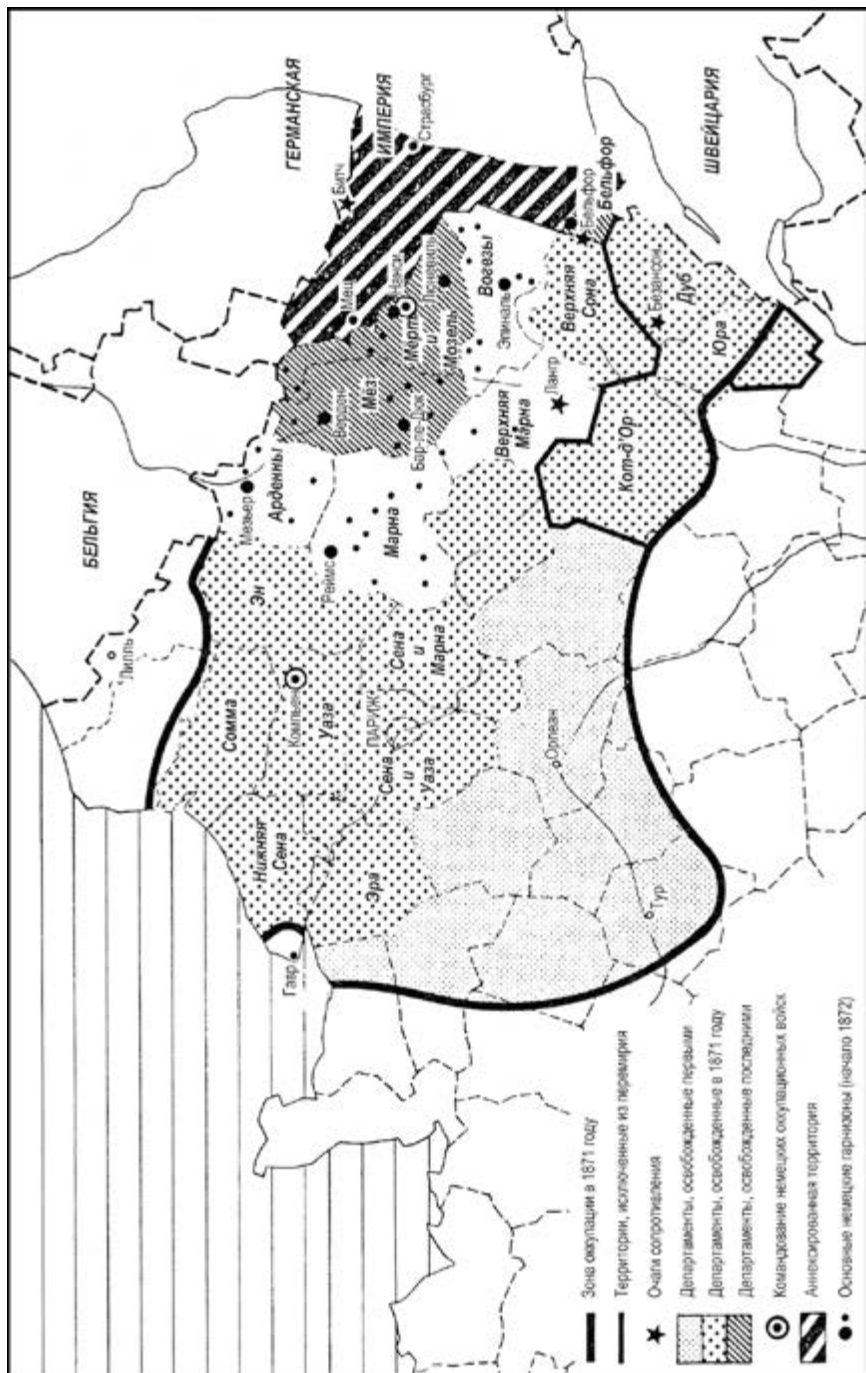 ГЕРМАНСКАЯ
ИМПЕРИЯ
ШВЕЙЦАРИЯ
БЕЛЬГИЯ
Лилль
Битч
Страсбург
Мец
Нанси
Люневиль
Мерт
и
Мозель
Верден
Мез
Бар-ле-Дюк
Мезьер
Арденны
Реймс
Марна
Верхняя
Марна
Вогезы
Эпиналь
Лангр
Верхняя
Сона
Бельфор
Бельфор
Безансон
Дуб
Юра
Кот-д'Ор
Эн
Сомма
Компьен
Уаза
ПАРИЖ
Сена
и
Марна
Сена
и
Уаза
Нижняя
Сена
Эра
Гавр
Орлеан
Тур
Зона оккупации в 1871 году
Территории, исключенные из перемирия
Очаги сопротивления
Департаменты, освобожденные первыми
Департаменты, освобожденные в 1871 году
Департаменты, освобожденные последними
Командование немецких оккупационных войск
Аннексированная территория
Основные немецкие гарнизоны (начало 1872)